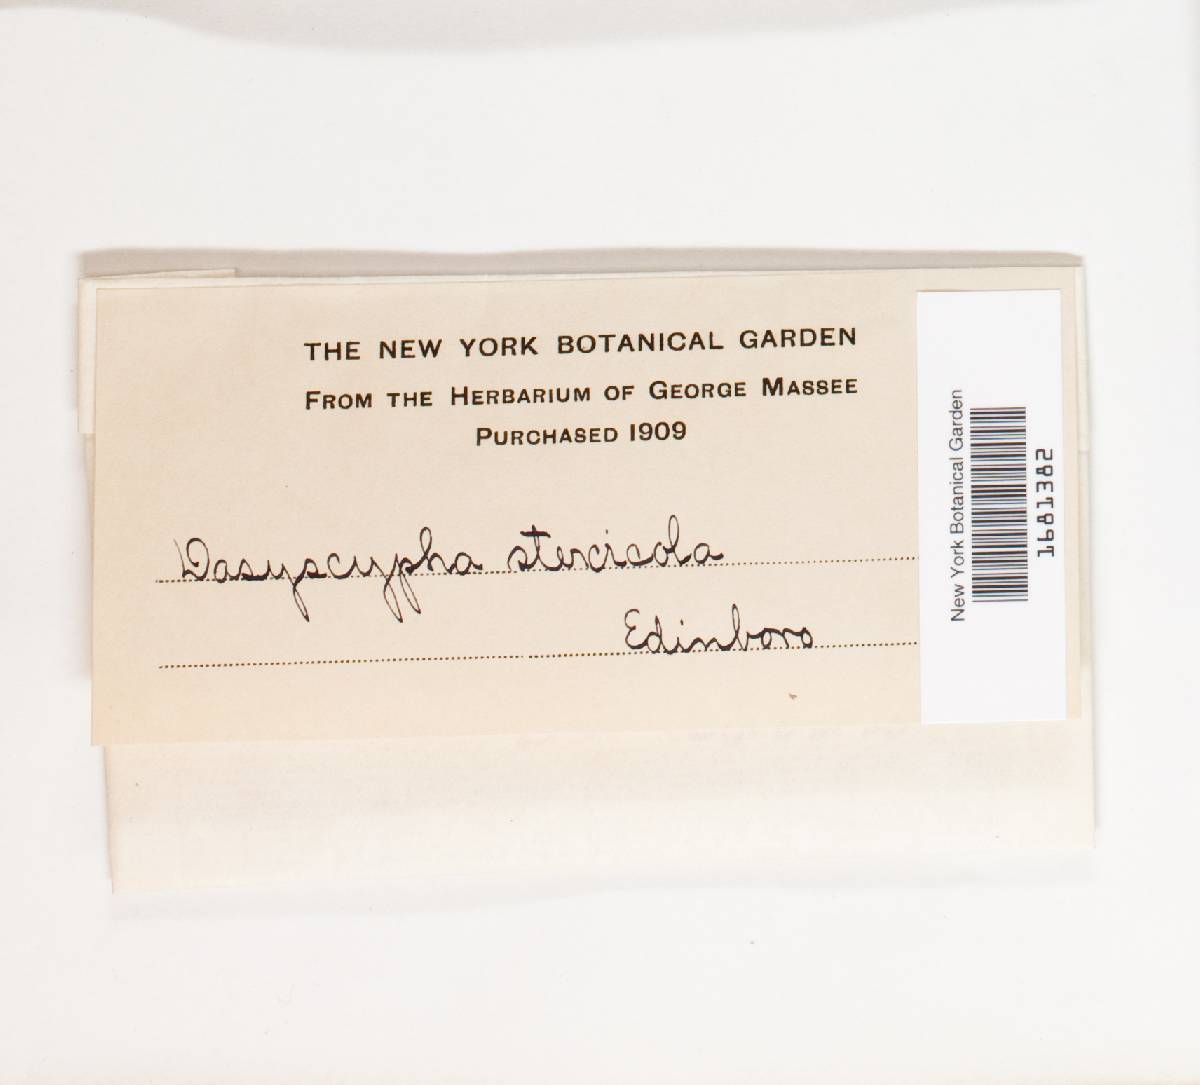 THE NEW YORK BOTANICAL GARDEN
FROM THE HERBARIUM OF GEORGE MASSEE
PURCHASED 1909
Dasyscypha stercicola
Edinboro
New York Botanical Garden
1681382